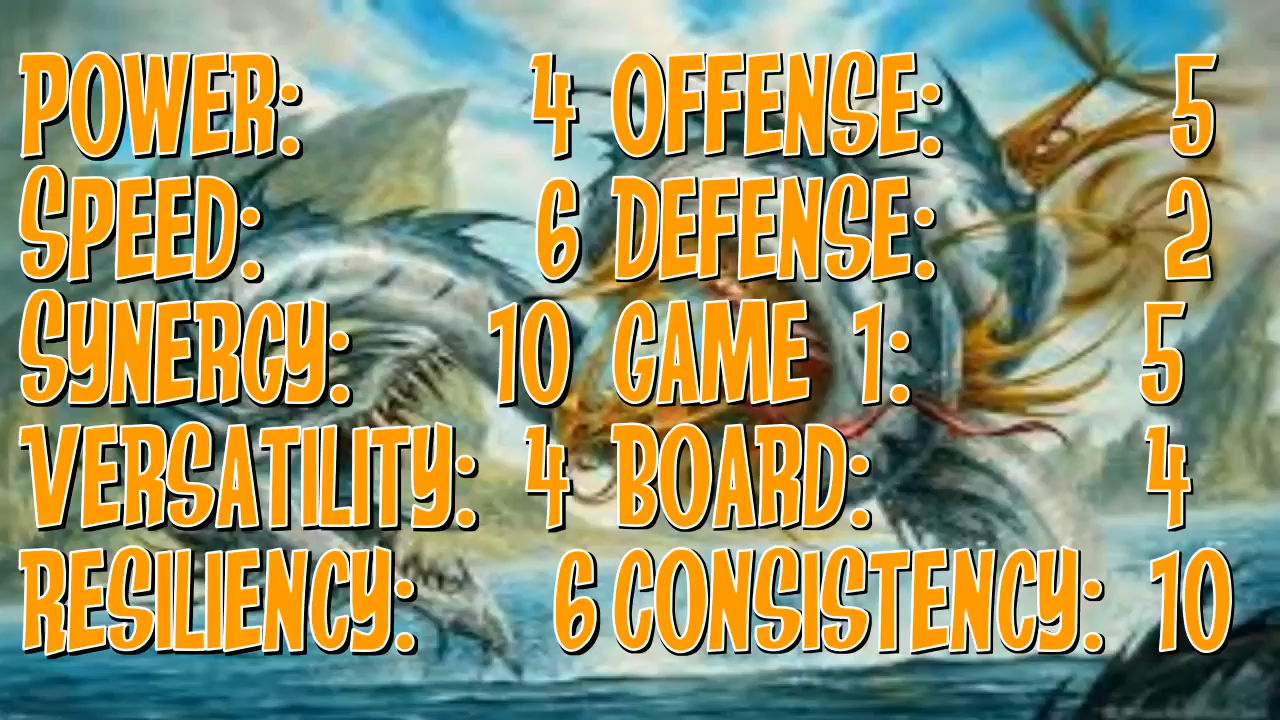 POWER: 4 OFFENSE: 5
SPEED: 6 DEFENSE: 2
SYNERGY: 10 GAME 1: 5
VERSATILITY: 4 BOARD: 4
RESILIENCY: 6 CONSISTENCY: 10